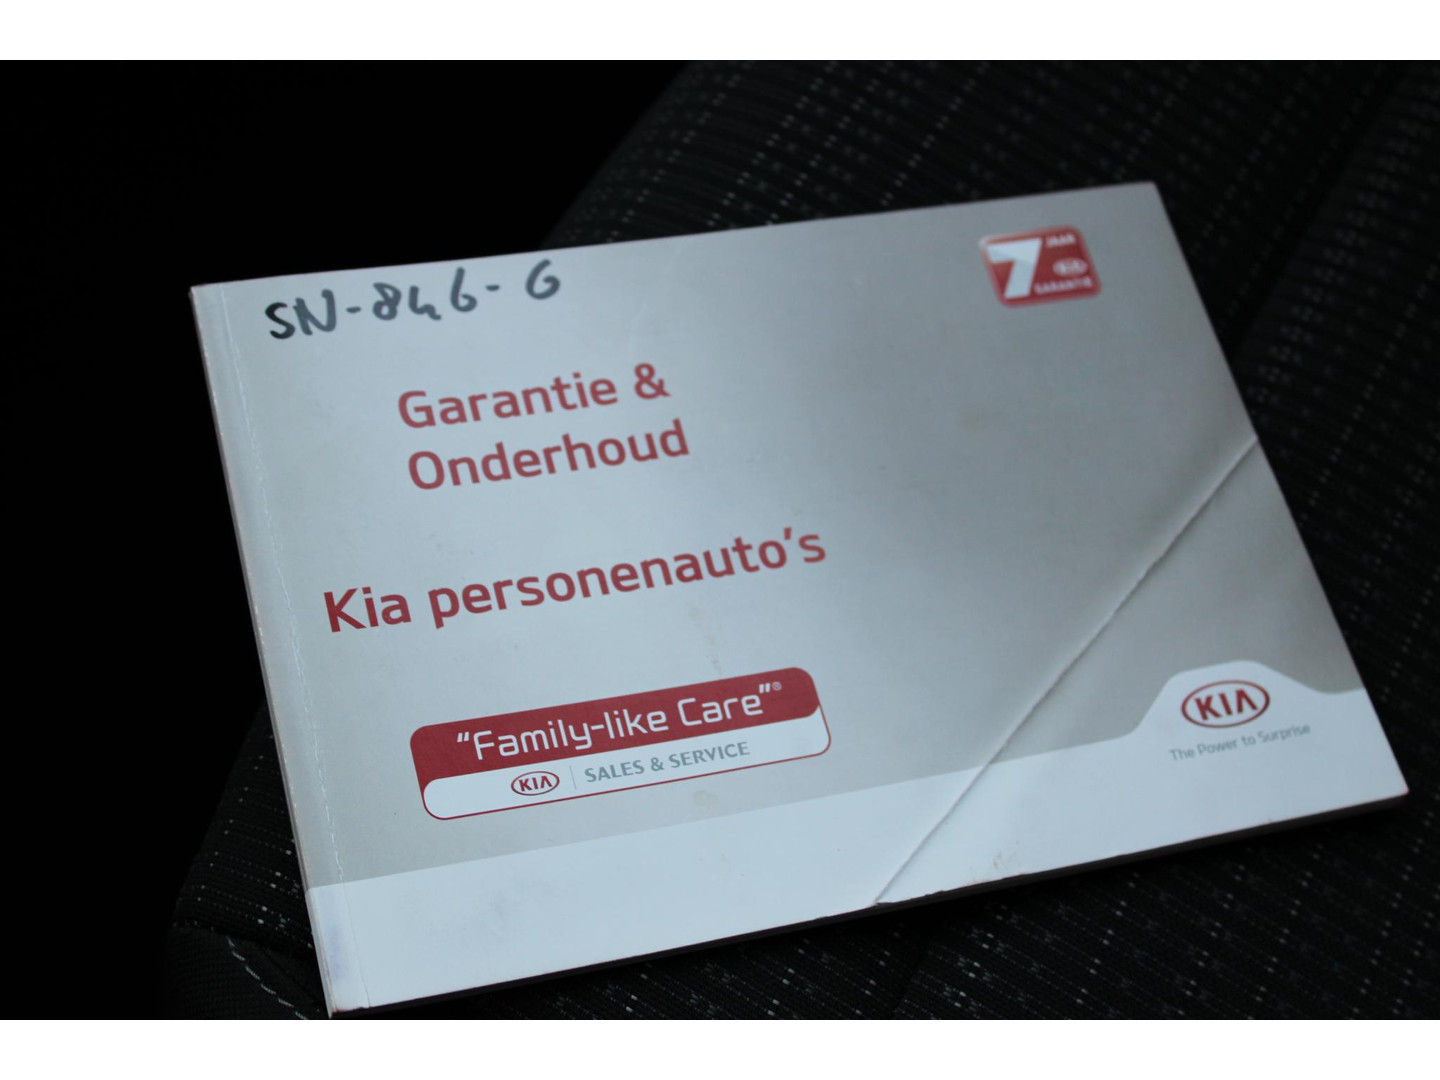 SN-846-G
7 JAAR
KIA
GARANTIE
Garantie &
Onderhoud
Kia personenauto's
"Family-like Care"®
KIA | SALES & SERVICE
KIA
The Power to Surprise